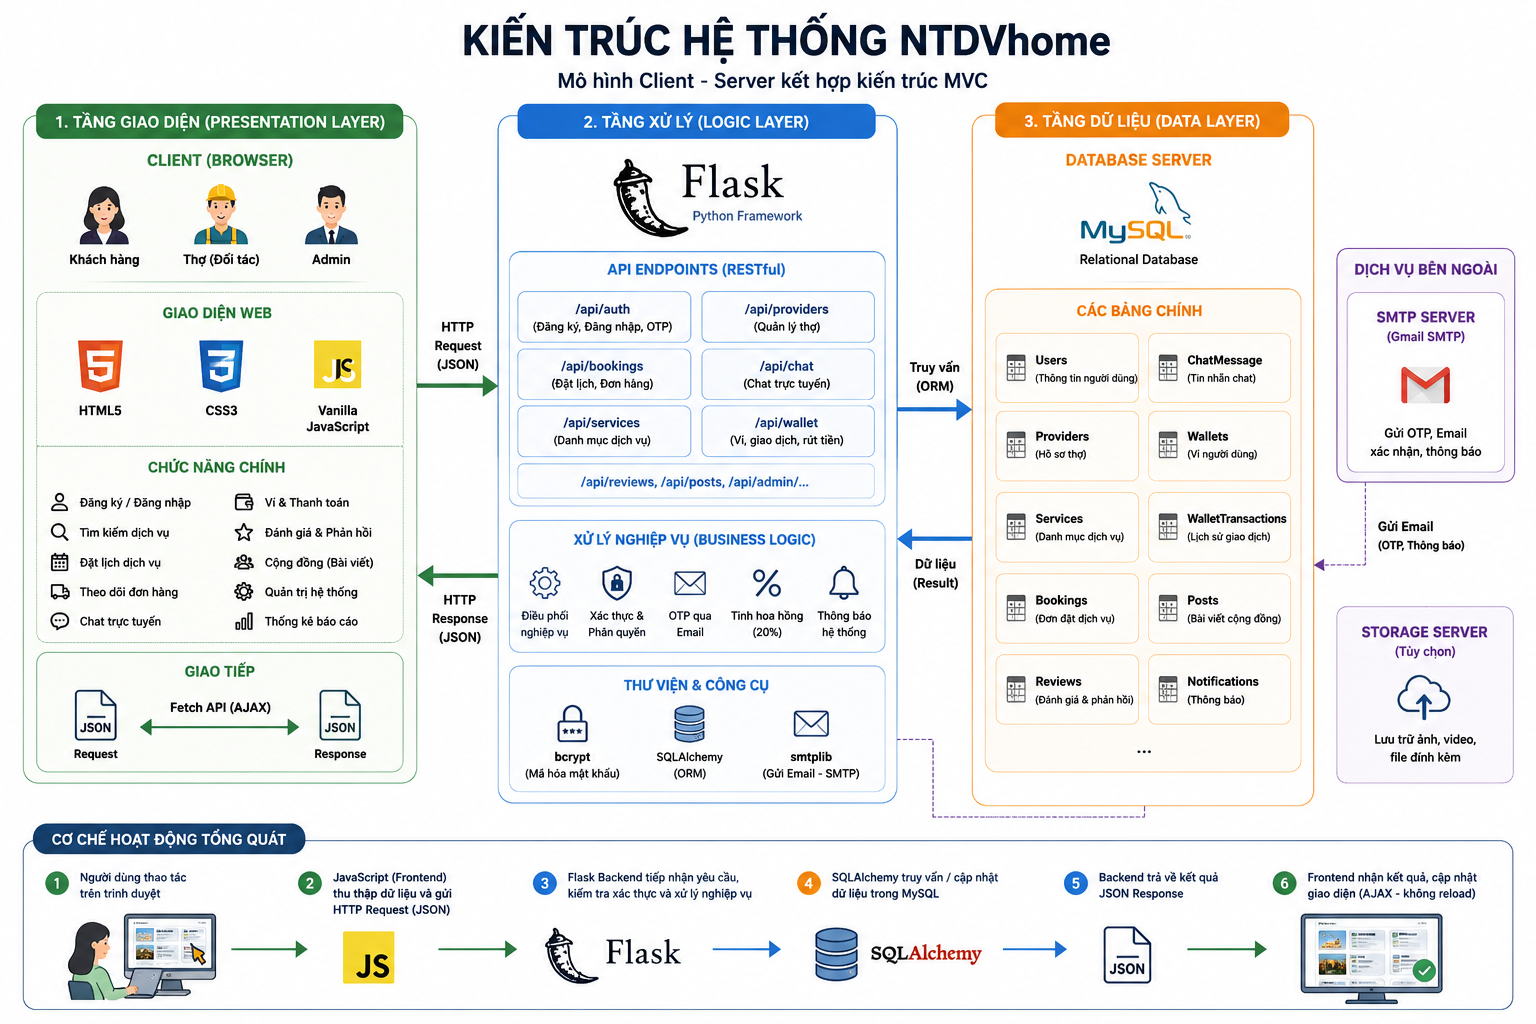 KIẾN TRÚC HỆ THỐNG NTDVhome
Mô hình Client - Server kết hợp kiến trúc MVC
1. TẦNG GIAO DIỆN (PRESENTATION LAYER)
CLIENT (BROWSER)
Khách hàng
Thợ (Đối tác)
Admin
GIAO DIỆN WEB
5
3
JS
HTML5
CSS3
Vanilla
JavaScript
CHỨC NĂNG CHÍNH
Đăng ký / Đăng nhập
Ví & Thanh toán
Tìm kiếm dịch vụ
Đánh giá & Phản hồi
Đặt lịch dịch vụ
Cộng đồng (Bài viết)
Theo dõi đơn hàng
Quản trị hệ thống
Chat trực tuyến
Thống kê báo cáo
GIAO TIẾP
JSON
Fetch API (AJAX)
JSON
Request
Response
HTTP
Request
(JSON)
HTTP
Response
(JSON)
2. TẦNG XỬ LÝ (LOGIC LAYER)
Flask
Python Framework
API ENDPOINTS (RESTful)
/api/auth
(Đăng ký, Đăng nhập, OTP)
/api/providers
(Quản lý thợ)
/api/bookings
(Đặt lịch, Đơn hàng)
/api/chat
(Chat trực tuyến)
/api/services
(Danh mục dịch vụ)
/api/wallet
(Ví, giao dịch, rút tiền)
/api/reviews, /api/posts, /api/admin/...
XỬ LÝ NGHIỆP VỤ (BUSINESS LOGIC)
Điều phối
nghiệp vụ
Xác thực &
Phân quyền
OTP qua
Email
Tính hoa hồng
(20%)
Thông báo
hệ thống
THƯ VIỆN & CÔNG CỤ
bcrypt
(Mã hóa mật khẩu)
SQLAlchemy
(ORM)
smtplib
(Gửi Email - SMTP)
Truy vấn
(ORM)
Dữ liệu
(Result)
3. TẦNG DỮ LIỆU (DATA LAYER)
DATABASE SERVER
MySQL
Relational Database
CÁC BẢNG CHÍNH
Users
(Thông tin người dùng)
ChatMessage
(Tin nhắn chat)
Providers
(Hồ sơ thợ)
Wallets
(Ví người dùng)
Services
(Danh mục dịch vụ)
WalletTransactions
(Lịch sử giao dịch)
Bookings
(Đơn đặt dịch vụ)
Posts
(Bài viết cộng đồng)
Reviews
(Đánh giá & phản hồi)
Notifications
(Thông báo)
...
DỊCH VỤ BÊN NGOÀI
SMTP SERVER
(Gmail SMTP)
Gửi OTP, Email
xác nhận, thông báo
Gửi Email
(OTP, Thông báo)
STORAGE SERVER
(Tùy chọn)
Lưu trữ ảnh, video,
file đính kèm
CƠ CHẾ HOẠT ĐỘNG TỔNG QUÁT
1
Người dùng thao tác
trên trình duyệt
2
JavaScript (Frontend)
thu thập dữ liệu và gửi
HTTP Request (JSON)
JS
3
Flask Backend tiếp nhận yêu cầu,
kiểm tra xác thực và xử lý nghiệp vụ
Flask
4
SQLAlchemy truy vấn / cập nhật
dữ liệu trong MySQL
SQLAlchemy
5
Backend trả về kết quả
JSON Response
JSON
6
Frontend nhận kết quả, cập nhật
giao diện (AJAX - không reload)